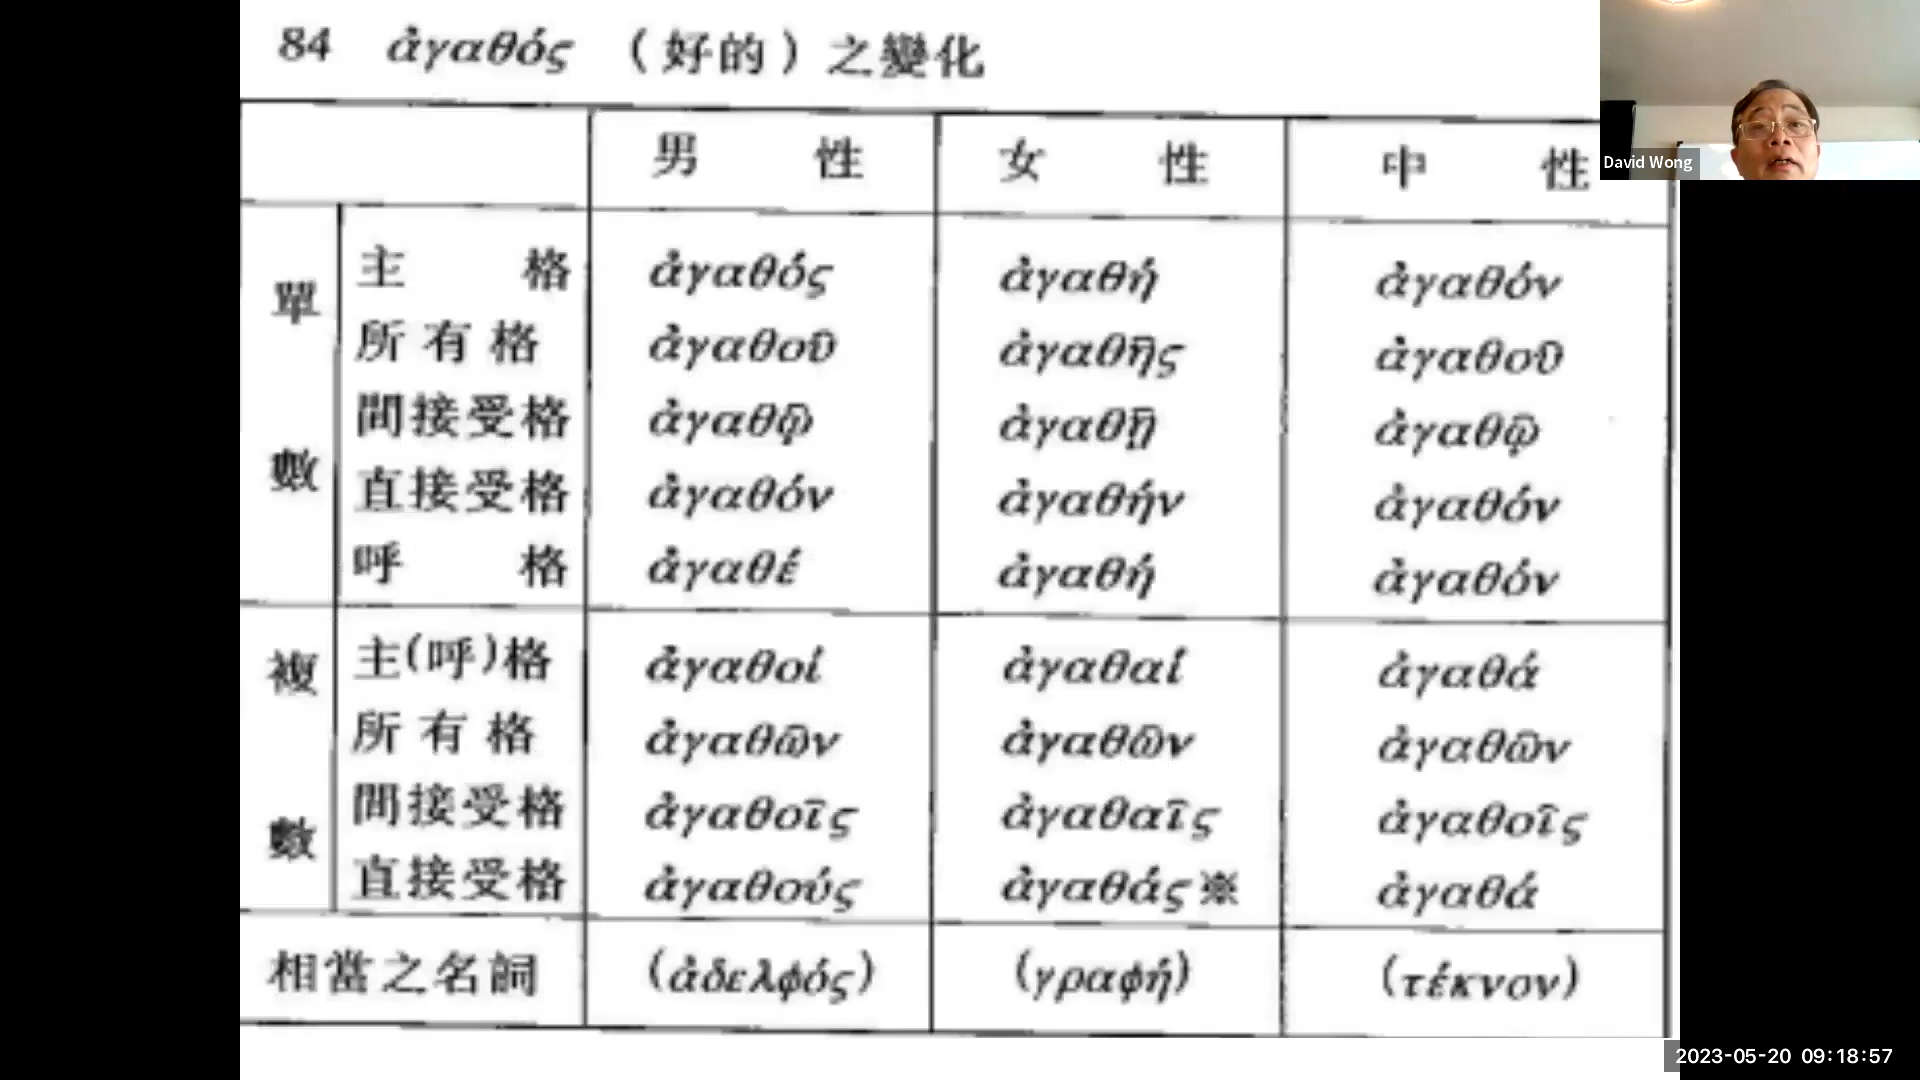 84 ἀγαθός （好的）之變化
男性 女性 中性
單數
主格 ἀγαθός ἀγαθή ἀγαθόν
所有格 ἀγαθοῦ ἀγαθῆς ἀγαθοῦ
間接受格 ἀγαθῷ ἀγαθῇ ἀγαθῷ
直接受格 ἀγαθόν ἀγαθήν ἀγαθόν
呼格 ἀγαθέ ἀγαθή ἀγαθόν
複數
主(呼)格 ἀγαθοί ἀγαθαί ἀγαθά
所有格 ἀγαθῶν ἀγαθῶν ἀγαθῶν
間接受格 ἀγαθοῖς ἀγαθαῖς ἀγαθοῖς
直接受格 ἀγαθούς ἀγαθάς※ ἀγαθά
相當之名詞 (ἀδελφός) (γραφή) (τέκνον)
David Wong
2023-05-20 09:18:57